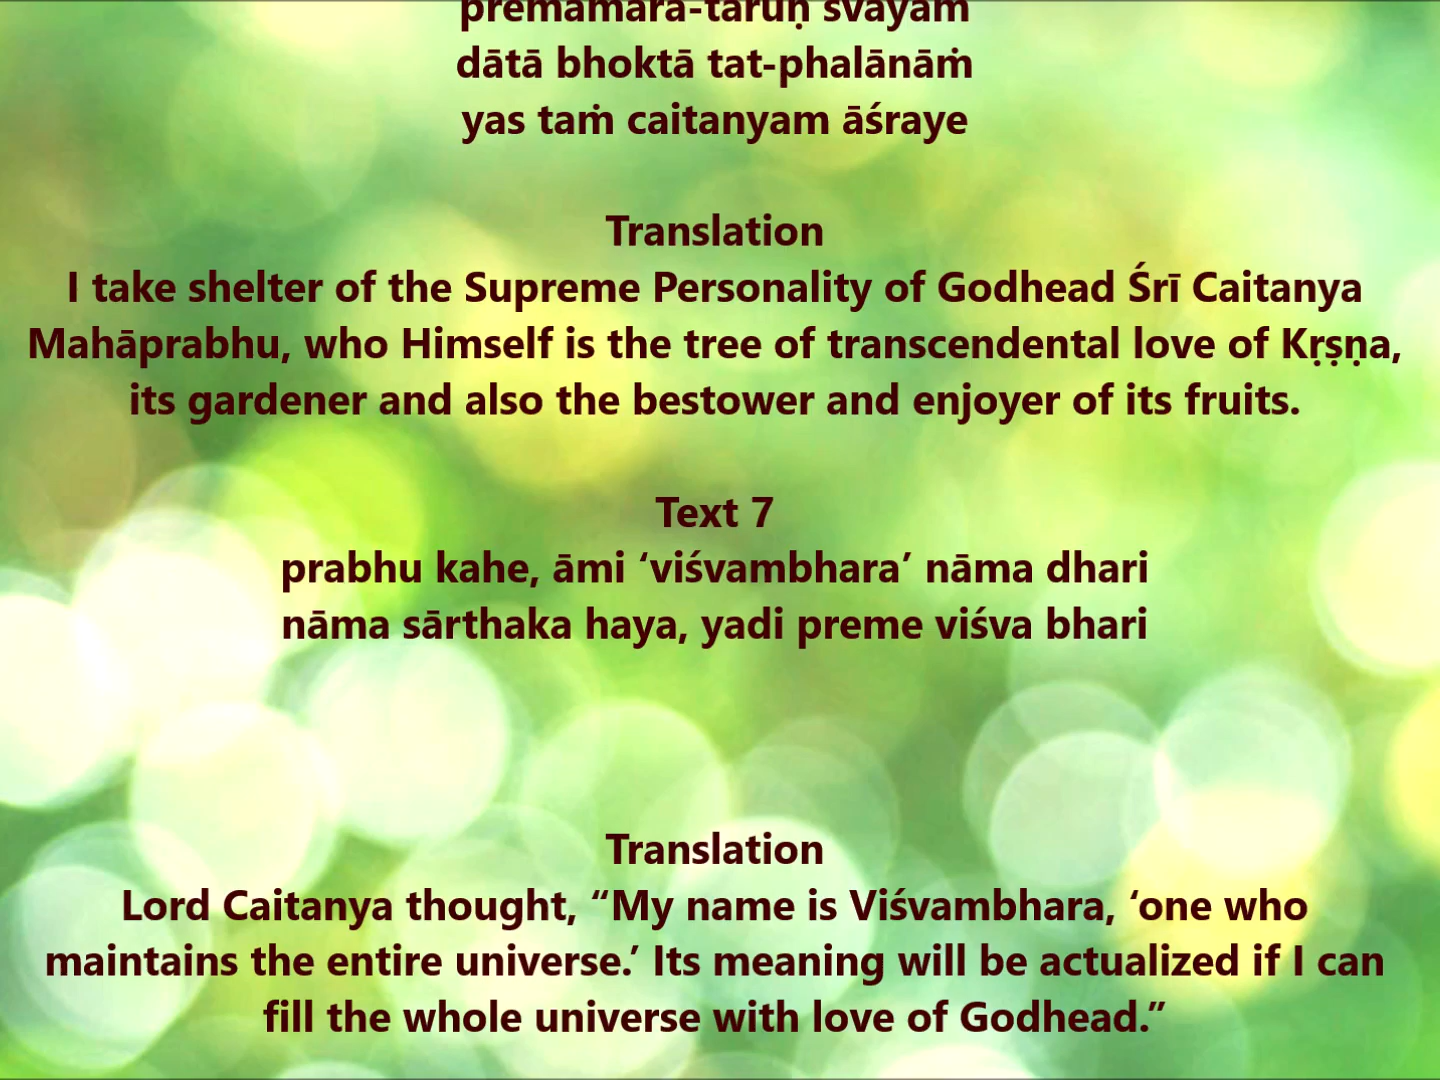 premāmara-taruḥ svayam
dātā bhoktā tat-phalānāṁ
yas taṁ caitanyam āśraye
Translation
I take shelter of the Supreme Personality of Godhead Śrī Caitanya
Mahāprabhu, who Himself is the tree of transcendental love of Kṛṣṇa,
its gardener and also the bestower and enjoyer of its fruits.
Text 7
prabhu kahe, āmi ‘viśvambhara’ nāma dhari
nāma sārthaka haya, yadi preme viśva bhari
Translation
Lord Caitanya thought, “My name is Viśvambhara, ‘one who
maintains the entire universe.’ Its meaning will be actualized if I can
fill the whole universe with love of Godhead.”